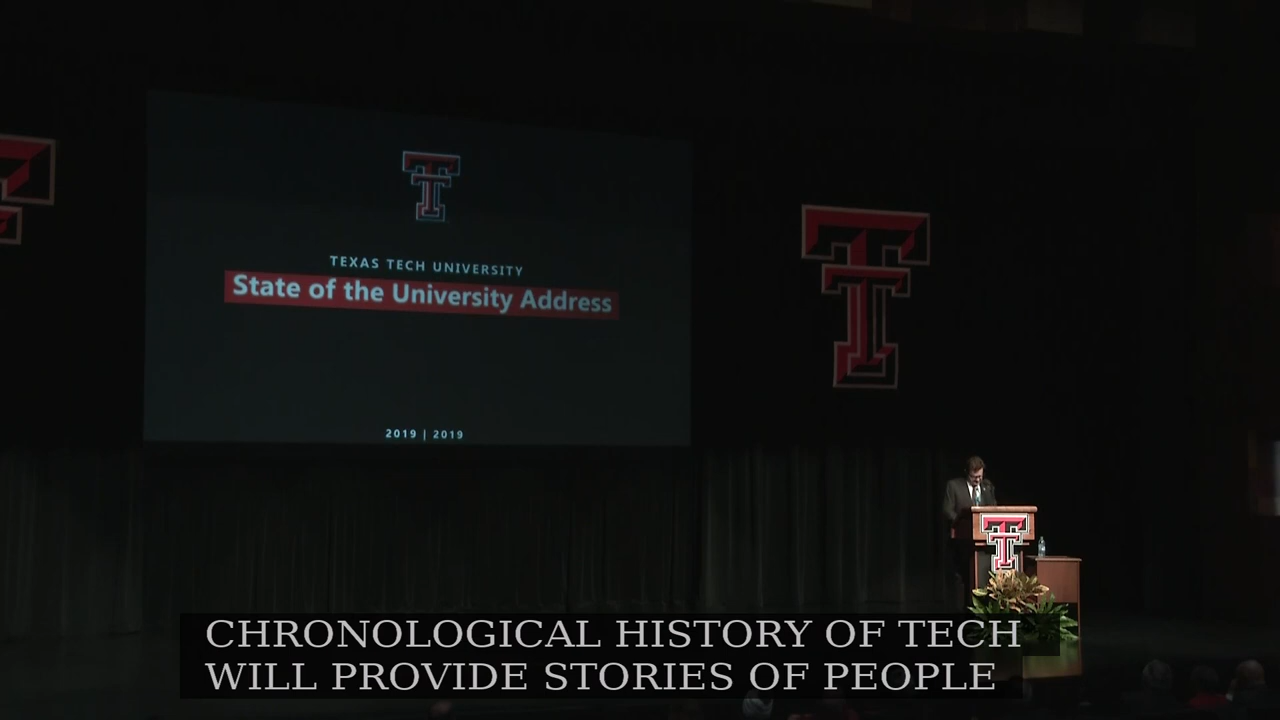 TEXAS TECH UNIVERSITY
State of the University Address
2019 | 2019
CHRONOLOGICAL HISTORY OF TECH
WILL PROVIDE STORIES OF PEOPLE